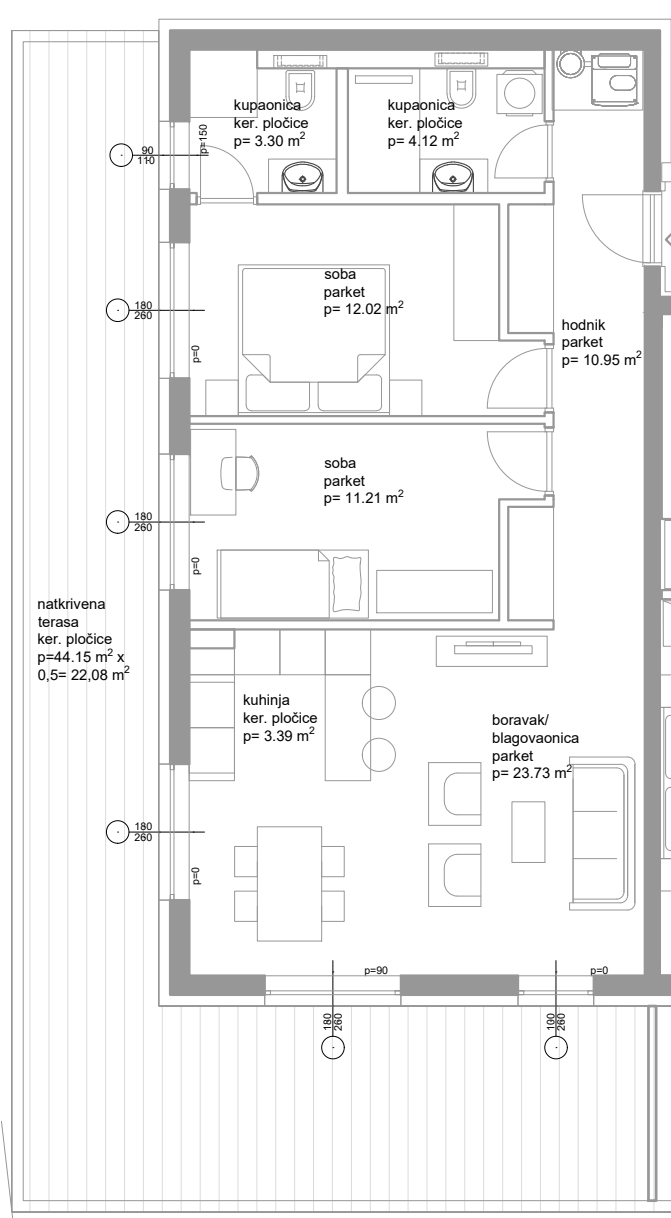 kupaonica
ker. pločice
p= 3.30 m²
kupaonica
ker. pločice
p= 4.12 m²
p=150
90
110
soba
parket
p= 12.02 m²
180
260
p=0
hodnik
parket
p= 10.95 m²
soba
parket
p= 11.21 m²
180
260
p=0
natkrivena
terasa
ker. pločice
p=44.15 m² x
0,5= 22,08 m²
kuhinja
ker. pločice
p= 3.39 m²
boravak/
blagovaonica
parket
p= 23.73 m²
180
260
p=0
p=90
p=0
180
260
100
260